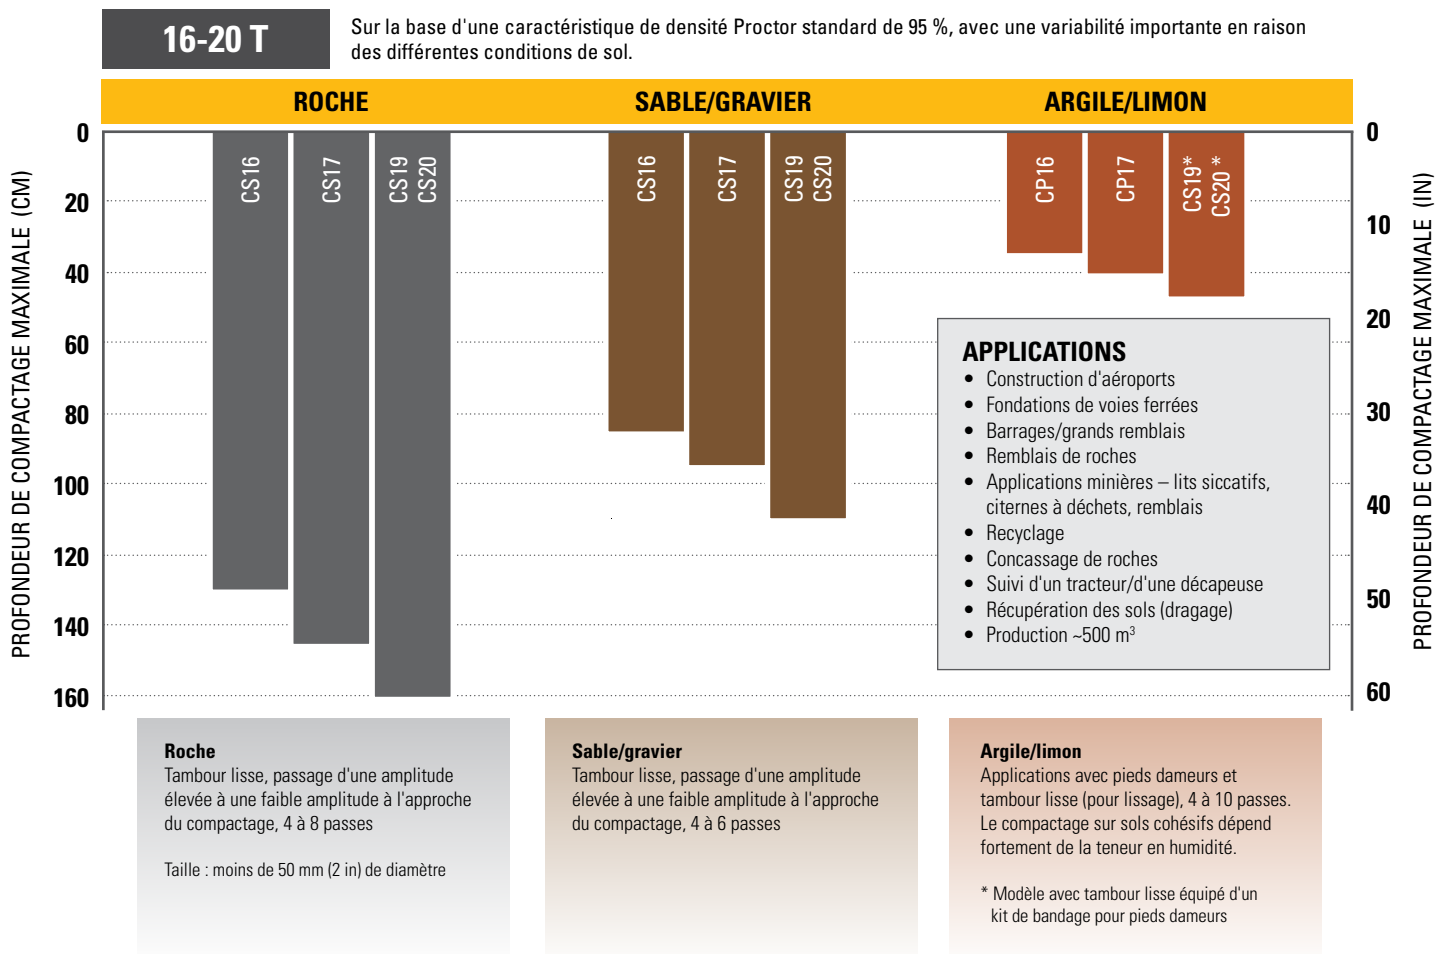 16-20 T
Sur la base d'une caractéristique de densité Proctor standard de 95 %, avec une variabilité importante en raison
des différentes conditions de sol.
ROCHE
SABLE/GRAVIER
ARGILE/LIMON
PROFONDEUR DE COMPACTAGE MAXIMALE (CM)
0
20
40
60
80
100
120
140
160
CS16
CS17
CS19
CS20
CS16
CS17
CS19
CS20
CP16
CP17
CS19*
CS20 *
0
10
20
30
40
50
60
PROFONDEUR DE COMPACTAGE MAXIMALE (IN)
APPLICATIONS
• Construction d'aéroports
• Fondations de voies ferrées
• Barrages/grands remblais
• Remblais de roches
• Applications minières – lits siccatifs,
citernes à déchets, remblais
• Recyclage
• Concassage de roches
• Suivi d'un tracteur/d'une décapeuse
• Récupération des sols (dragage)
• Production ~500 m³
Roche
Tambour lisse, passage d'une amplitude
élevée à une faible amplitude à l'approche
du compactage, 4 à 8 passes
Taille : moins de 50 mm (2 in) de diamètre
Sable/gravier
Tambour lisse, passage d'une amplitude
élevée à une faible amplitude à l'approche
du compactage, 4 à 6 passes
Argile/limon
Applications avec pieds dameurs et
tambour lisse (pour lissage), 4 à 10 passes.
Le compactage sur sols cohésifs dépend
fortement de la teneur en humidité.
* Modèle avec tambour lisse équipé d'un
kit de bandage pour pieds dameurs